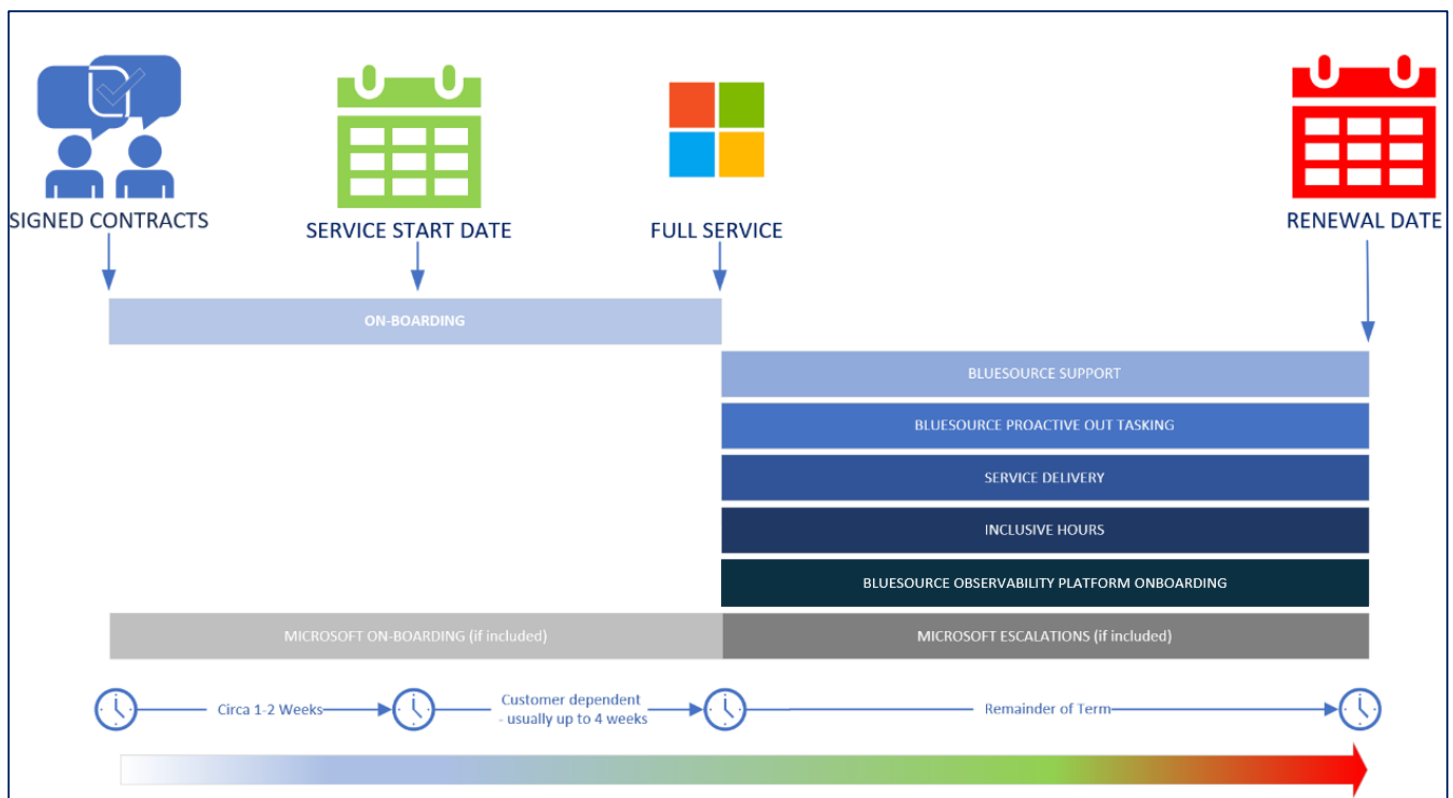 SIGNED CONTRACTS
SERVICE START DATE
FULL SERVICE
RENEWAL DATE
ON-BOARDING
BLUESOURCE SUPPORT
BLUESOURCE PROACTIVE OUT TASKING
SERVICE DELIVERY
INCLUSIVE HOURS
BLUESOURCE OBSERVABILITY PLATFORM ONBOARDING
MICROSOFT ON-BOARDING (if included)
MICROSOFT ESCALATIONS (if included)
Circa 1-2 Weeks
Customer dependent
- usually up to 4 weeks
Remainder of Term